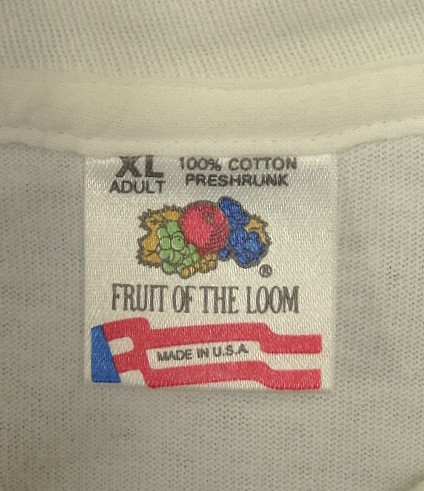 XL 100% COTTON
ADULT PRESHRUNK
®
FRUIT OF THE LOOM
MADE IN U.S.A.